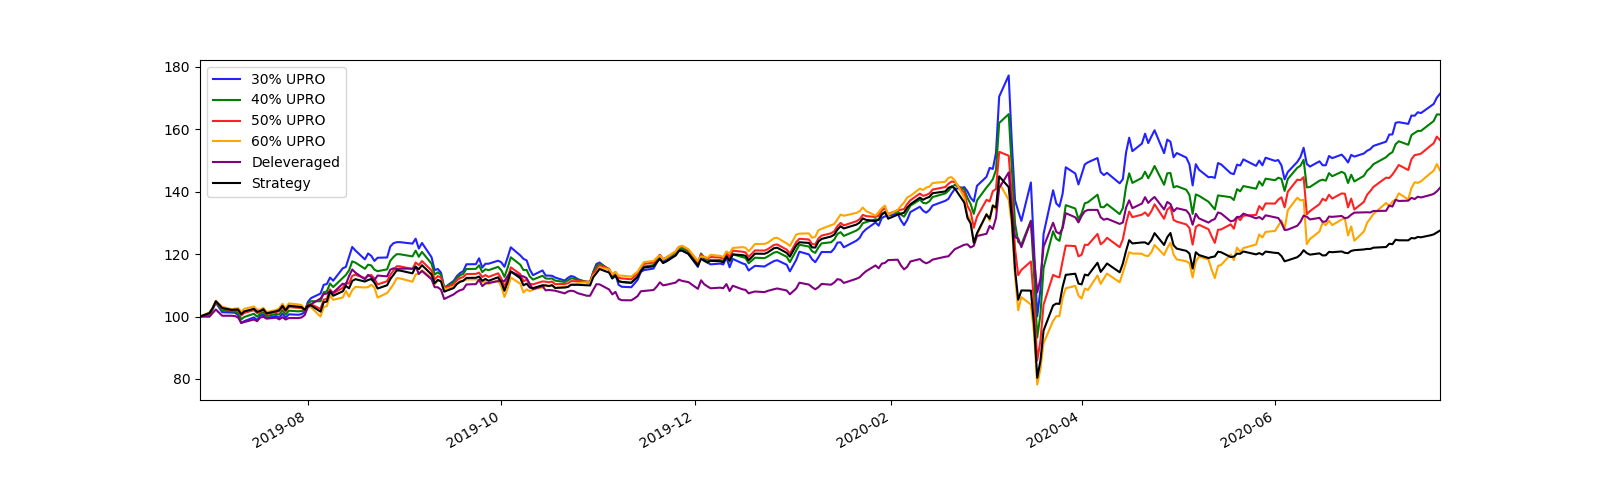 180
160
140
120
100
80
30% UPRO
40% UPRO
50% UPRO
60% UPRO
Deleveraged
Strategy
2019-08
2019-10
2019-12
2020-02
2020-04
2020-06